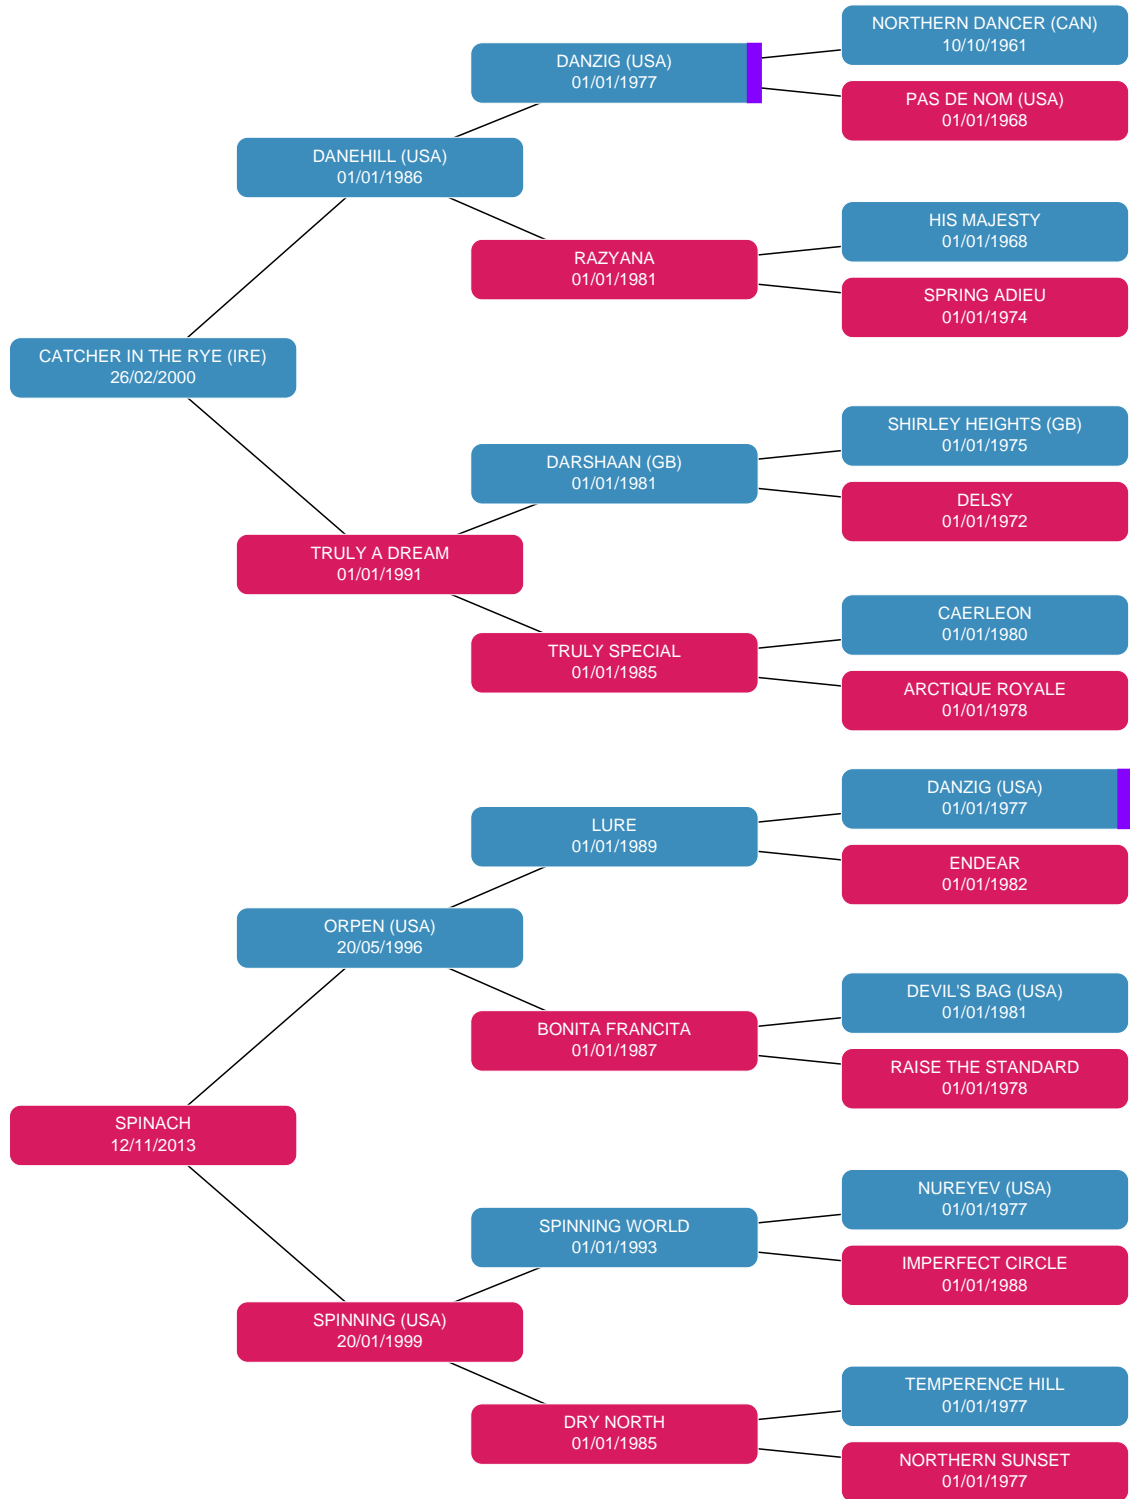 NORTHERN DANCER (CAN)
10/10/1961
DANZIG (USA)
01/01/1977
PAS DE NOM (USA)
01/01/1968
DANEHILL (USA)
01/01/1986
HIS MAJESTY
01/01/1968
RAZYANA
01/01/1981
SPRING ADIEU
01/01/1974
CATCHER IN THE RYE (IRE)
26/02/2000
SHIRLEY HEIGHTS (GB)
01/01/1975
DARSHAAN (GB)
01/01/1981
DELSY
01/01/1972
TRULY A DREAM
01/01/1991
CAERLEON
01/01/1980
TRULY SPECIAL
01/01/1985
ARCTIQUE ROYALE
01/01/1978
DANZIG (USA)
01/01/1977
LURE
01/01/1989
ENDEAR
01/01/1982
ORPEN (USA)
20/05/1996
DEVIL'S BAG (USA)
01/01/1981
BONITA FRANCITA
01/01/1987
RAISE THE STANDARD
01/01/1978
SPINACH
12/11/2013
NUREYEV (USA)
01/01/1977
SPINNING WORLD
01/01/1993
IMPERFECT CIRCLE
01/01/1988
SPINNING (USA)
20/01/1999
TEMPERENCE HILL
01/01/1977
DRY NORTH
01/01/1985
NORTHERN SUNSET
01/01/1977